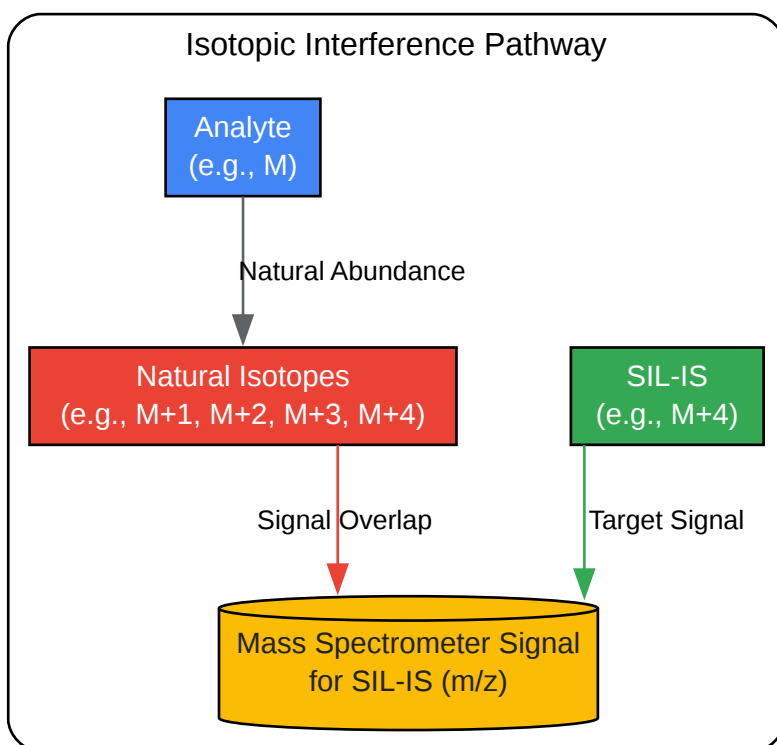 Isotopic Interference Pathway
Analyte
(e.g., M)
Natural Abundance
Natural Isotopes
(e.g., M+1, M+2, M+3, M+4)
SIL-IS
(e.g., M+4)
Signal Overlap
Target Signal
Mass Spectrometer Signal
for SIL-IS (m/z)